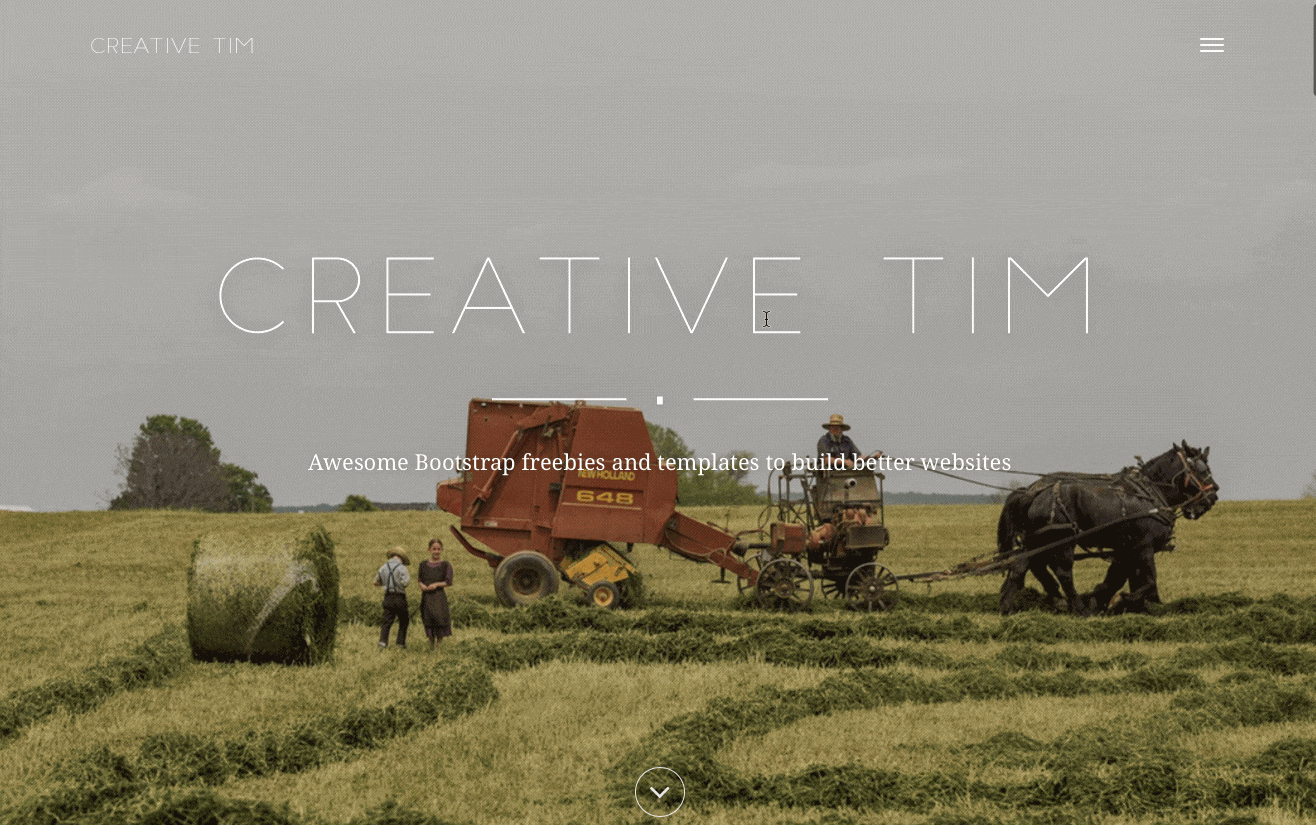 CREATIVE TIM
CREATIVE TIM
Awesome Bootstrap freebies and templates to build better websites
NEW HOLLAND
648